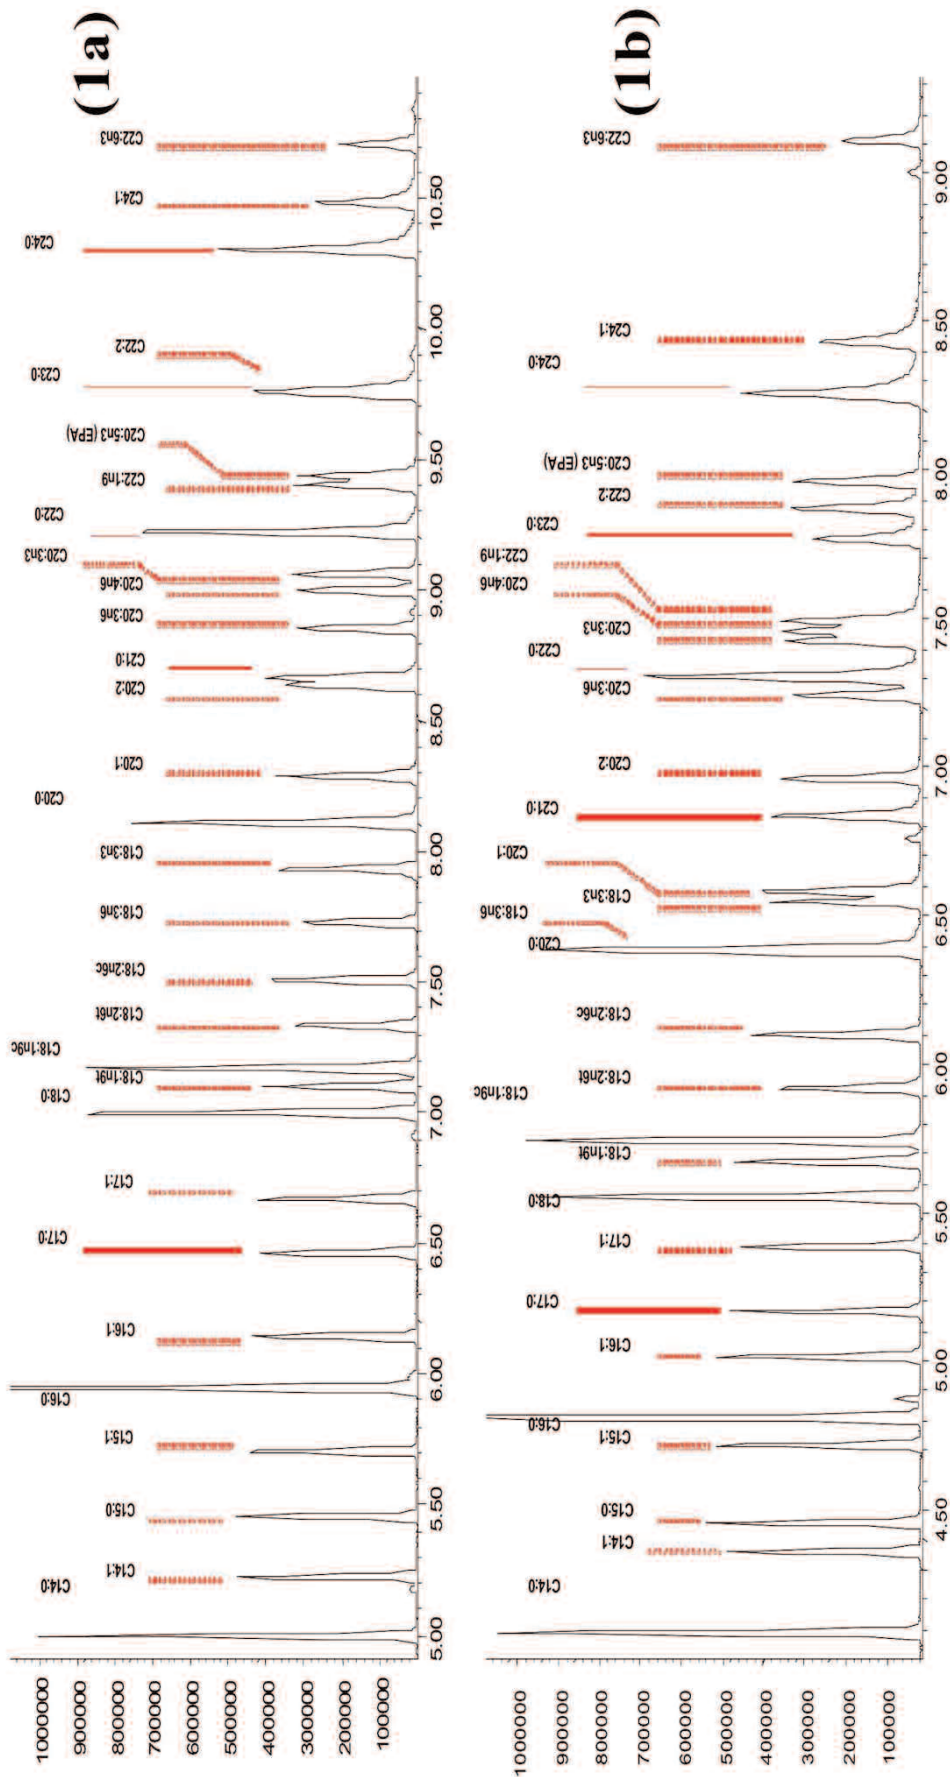 (1a)
C14:0
C14:1
C15:0
C15:1
C16:0
C16:1
C17:0
C17:1
C18:0
C18:1n9t
C18:1n9c
C18:2n6t
C18:2n6c
C18:3n6
C18:3n3
C20:0
C20:1
C20:2
C21:0
C20:3n6
C20:4n6
C20:3n3
C22:0
C22:1n9
C20:5n3 (EPA)
C23:0
C22:2
C24:0
C24:1
C22:6n3
1000000
900000
800000
700000
600000
500000
400000
300000
200000
100000
5.00
5.50
6.00
6.50
7.00
7.50
8.00
8.50
9.00
9.50
10.00
10.50
(1b)
C14:0
C14:1
C15:0
C15:1
C16:0
C16:1
C17:0
C17:1
C18:0
C18:1n9t
C18:1n9c
C18:2n6t
C18:2n6c
C20:0
C18:3n6
C18:3n3
C20:1
C21:0
C20:2
C20:3n6
C22:0
C20:3n3
C20:4n6
C22:1n9
C23:0
C22:2
C20:5n3 (EPA)
C24:0
C24:1
C22:6n3
1000000
900000
800000
700000
600000
500000
400000
300000
200000
100000
4.50
5.00
5.50
6.00
6.50
7.00
7.50
8.00
8.50
9.00